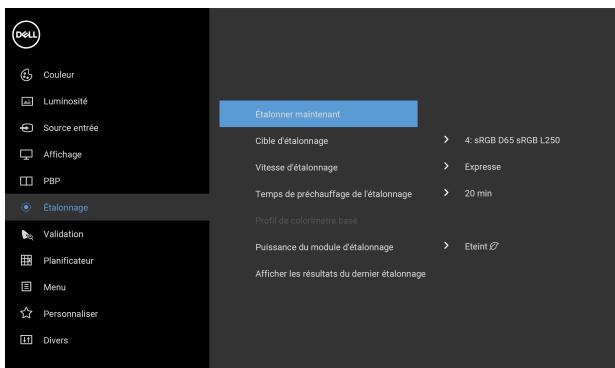 DELL
Couleur
Luminosité
Source entrée
Affichage
PBP
Étalonnage
Validation
Planificateur
Menu
Personnaliser
Divers
Étalonner maintenant
Cible d'étalonnage > 4: sRGB D65 sRGB L250
Vitesse d'étalonnage > Expresse
Temps de préchauffage de l'étalonnage > 20 min
Profil de colorimètre basé
Puissance du module d'étalonnage > Eteint
Afficher les résultats du dernier étalonnage